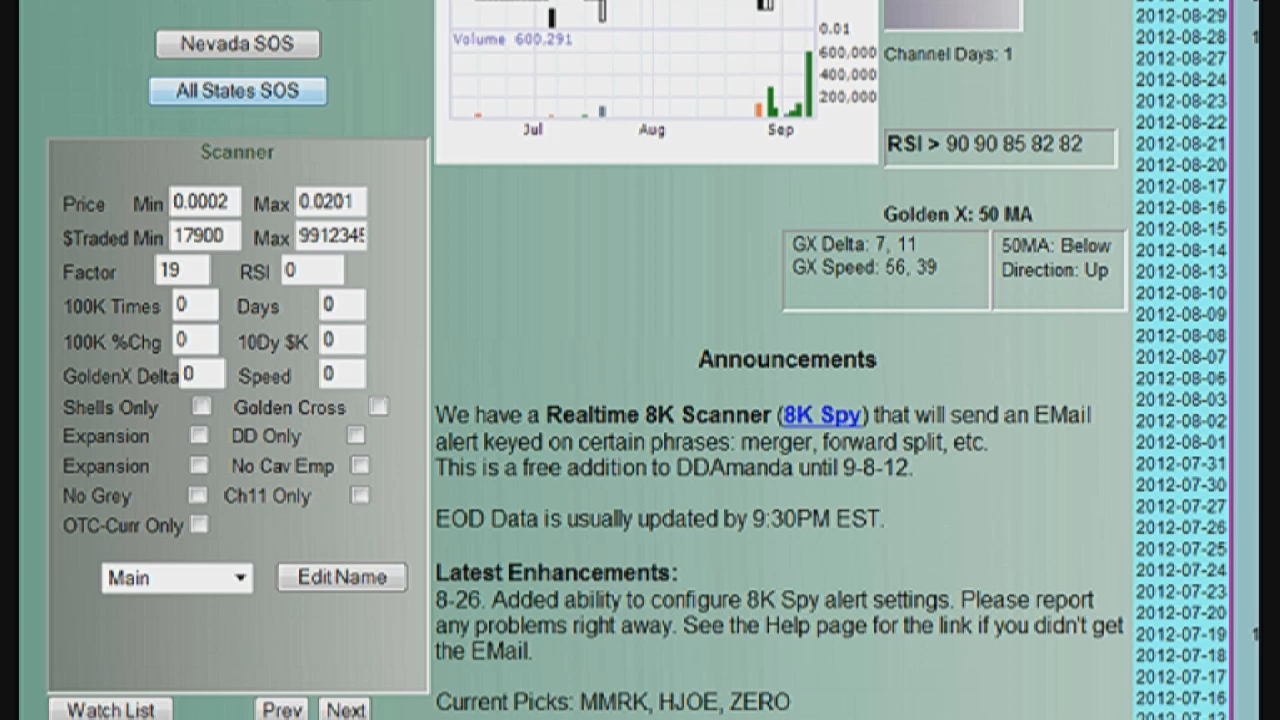 Nevada SOS
All States SOS
Scanner
Price Min 0.0002 Max 0.0201
$Traded Min 17900 Max 9912345
Factor 19 RSI 0
100K Times 0 Days 0
100K %Chg 0 10Dy $K 0
GoldenX Delta 0 Speed 0
Shells Only Golden Cross
Expansion DD Only
Expansion No Cav Emp
No Grey Ch11 Only
OTC-Curr Only
Main Edit Name
Watch List Prev Next
Volume 600.291
0.01
600,000
400,000
200,000
Jul Aug Sep
Channel Days: 1
RSI > 90 90 85 82 82
Golden X: 50 MA
GX Delta: 7, 11
GX Speed: 56, 39
50MA: Below
Direction: Up
Announcements
We have a Realtime 8K Scanner (8K Spy) that will send an EMail
alert keyed on certain phrases: merger, forward split, etc.
This is a free addition to DDAmanda until 9-8-12.
EOD Data is usually updated by 9:30PM EST.
Latest Enhancements:
8-26. Added ability to configure 8K Spy alert settings. Please report
any problems right away. See the Help page for the link if you didn't get
the EMail.
Current Picks: MMRK, HJOE, ZERO
2012-08-29
2012-08-28 1
2012-08-27
2012-08-24
2012-08-23
2012-08-22
2012-08-21
2012-08-20
2012-08-17
2012-08-16
2012-08-15
2012-08-14
2012-08-13
2012-08-10
2012-08-09
2012-08-08
2012-08-07
2012-08-06
2012-08-03
2012-08-02
2012-08-01
2012-07-31
2012-07-30
2012-07-27
2012-07-26
2012-07-25
2012-07-24
2012-07-23
2012-07-20
2012-07-19 1
2012-07-18
2012-07-17
2012-07-16